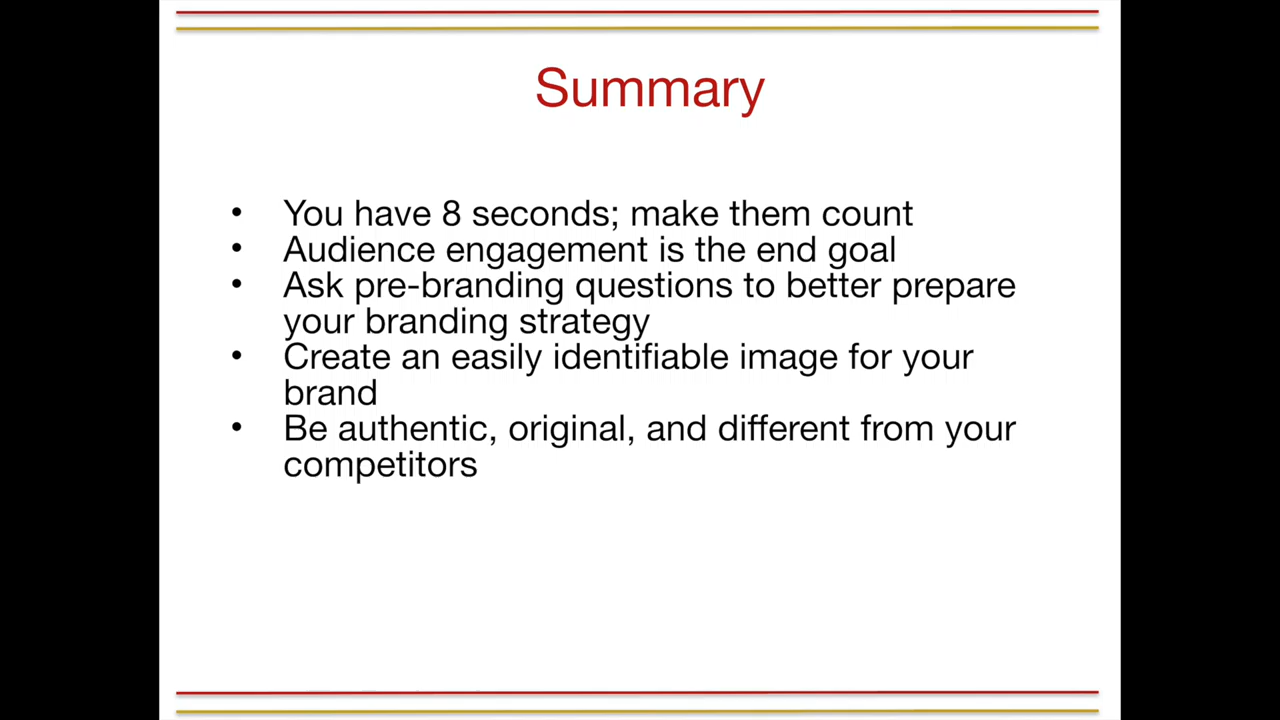 Summary
• You have 8 seconds; make them count
• Audience engagement is the end goal
• Ask pre-branding questions to better prepare
your branding strategy
• Create an easily identifiable image for your
brand
• Be authentic, original, and different from your
competitors